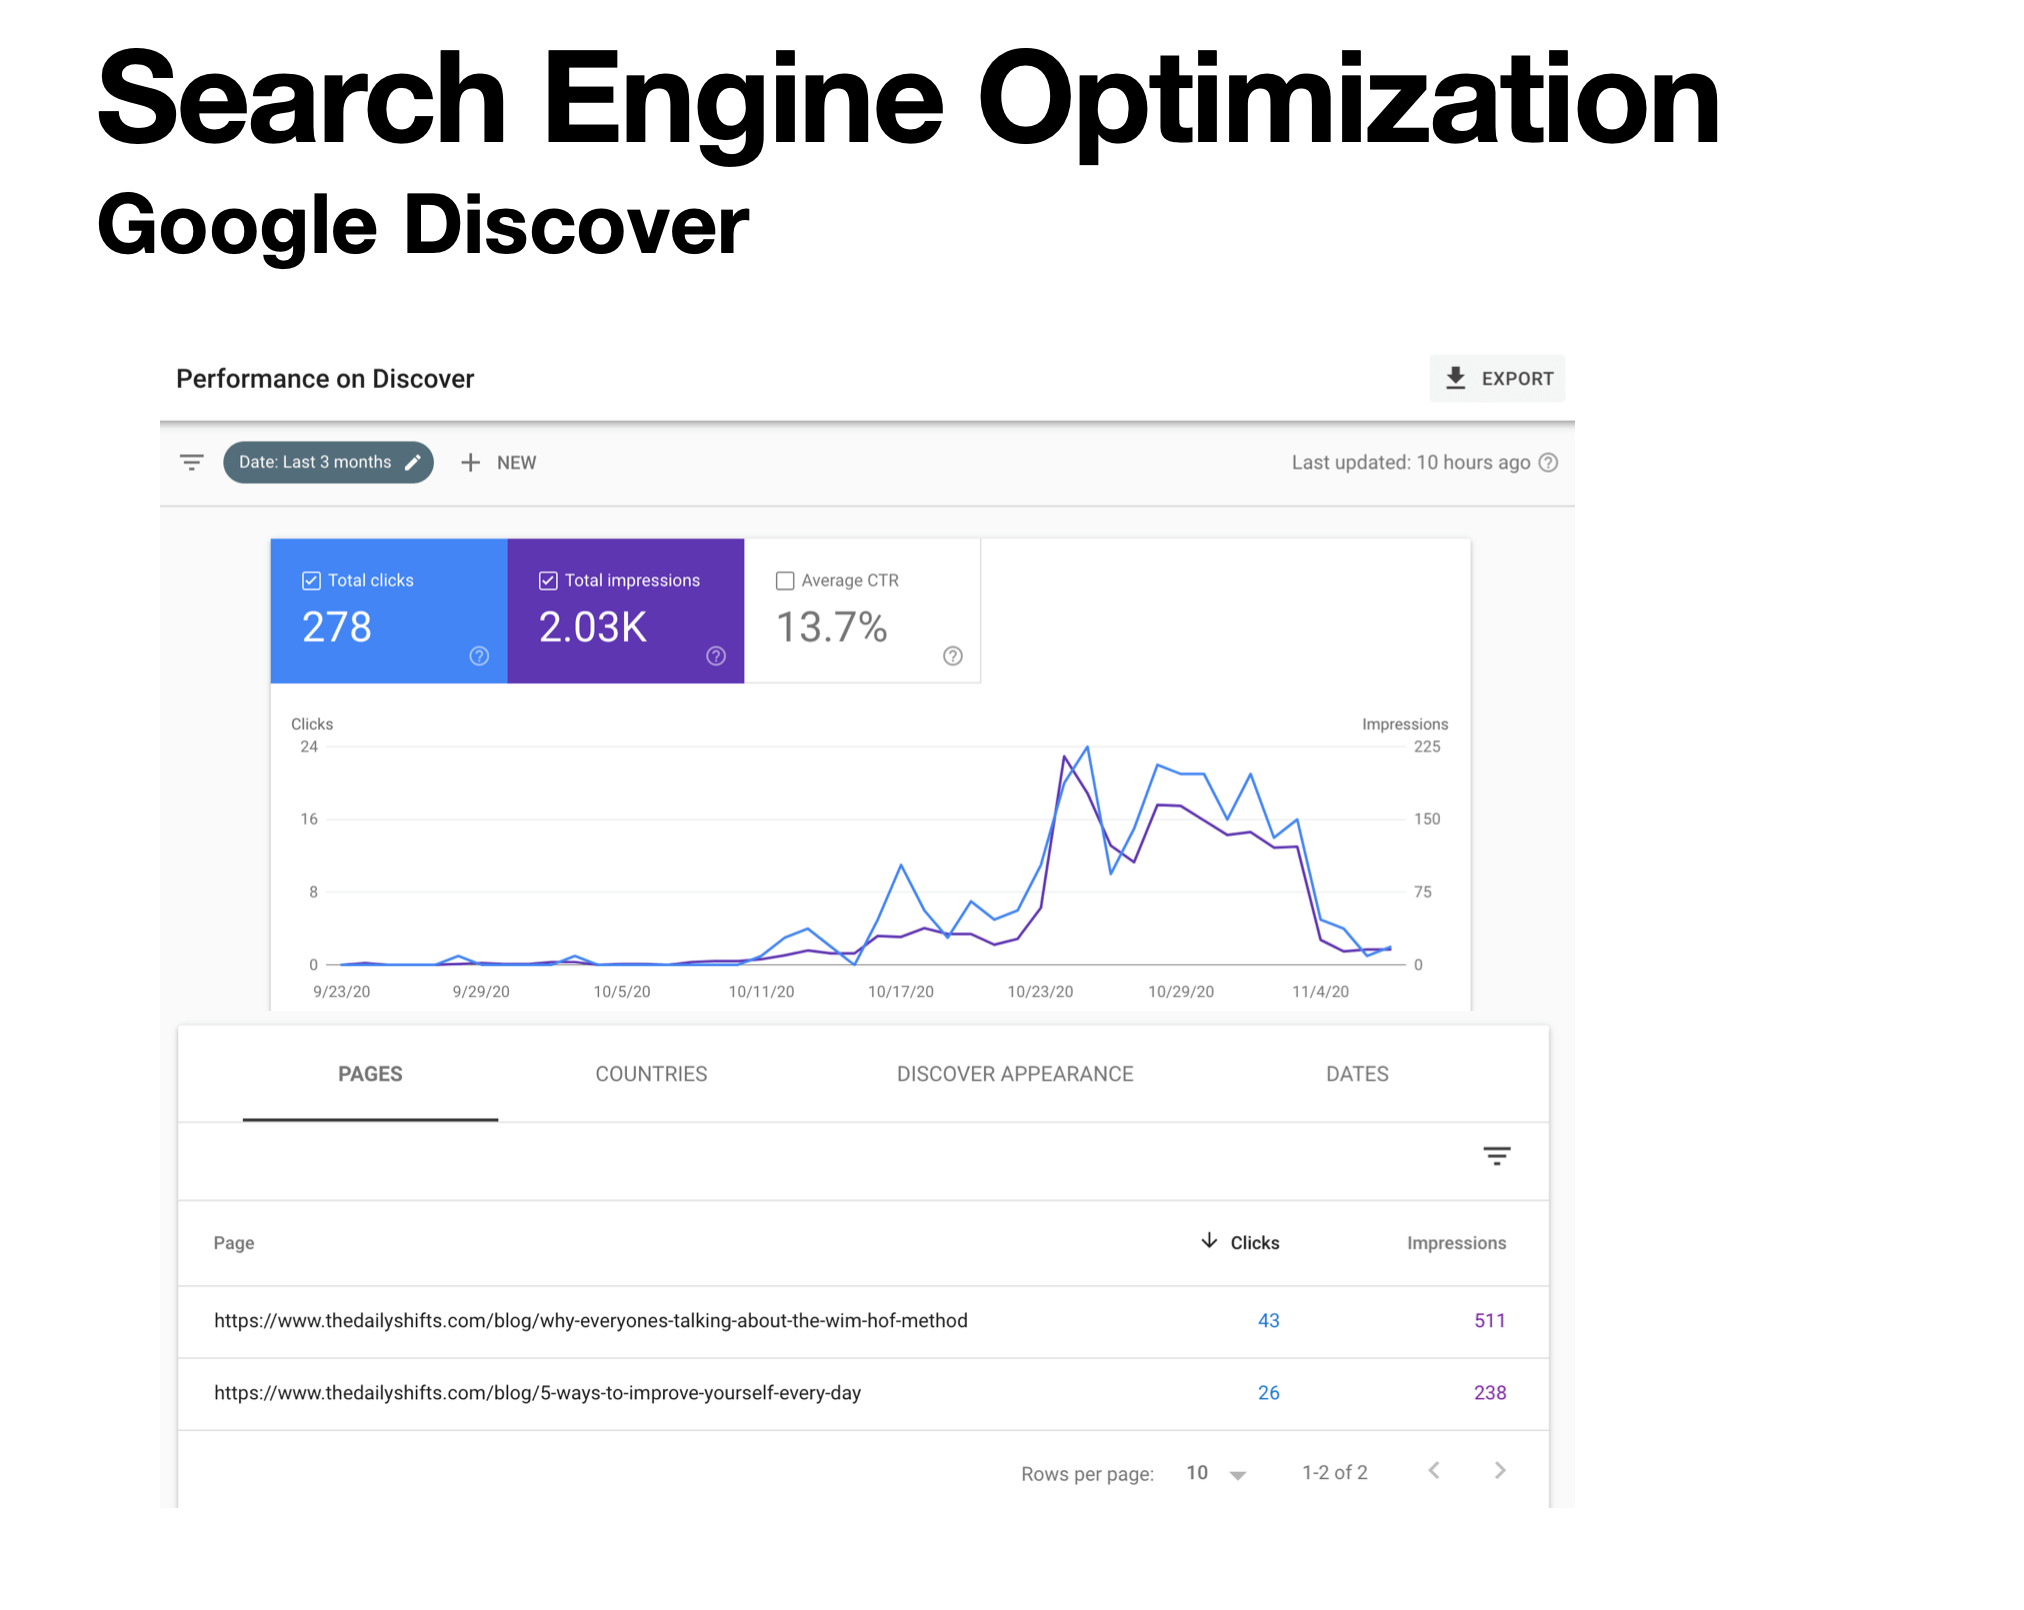 Search Engine Optimization
Google Discover
Performance on Discover
EXPORT
Date: Last 3 months
NEW
Last updated: 10 hours ago
Total clicks
278
Total impressions
2.03K
Average CTR
13.7%
Clicks
Impressions
24
225
16
150
8
75
0
0
9/23/20 9/29/20 10/5/20 10/11/20 10/17/20 10/23/20 10/29/20 11/4/20
PAGES COUNTRIES DISCOVER APPEARANCE DATES
Page Clicks Impressions
https://www.thedailyshifts.com/blog/why-everyones-talking-about-the-wim-hof-method 43 511
https://www.thedailyshifts.com/blog/5-ways-to-improve-yourself-every-day 26 238
Rows per page: 10 1-2 of 2